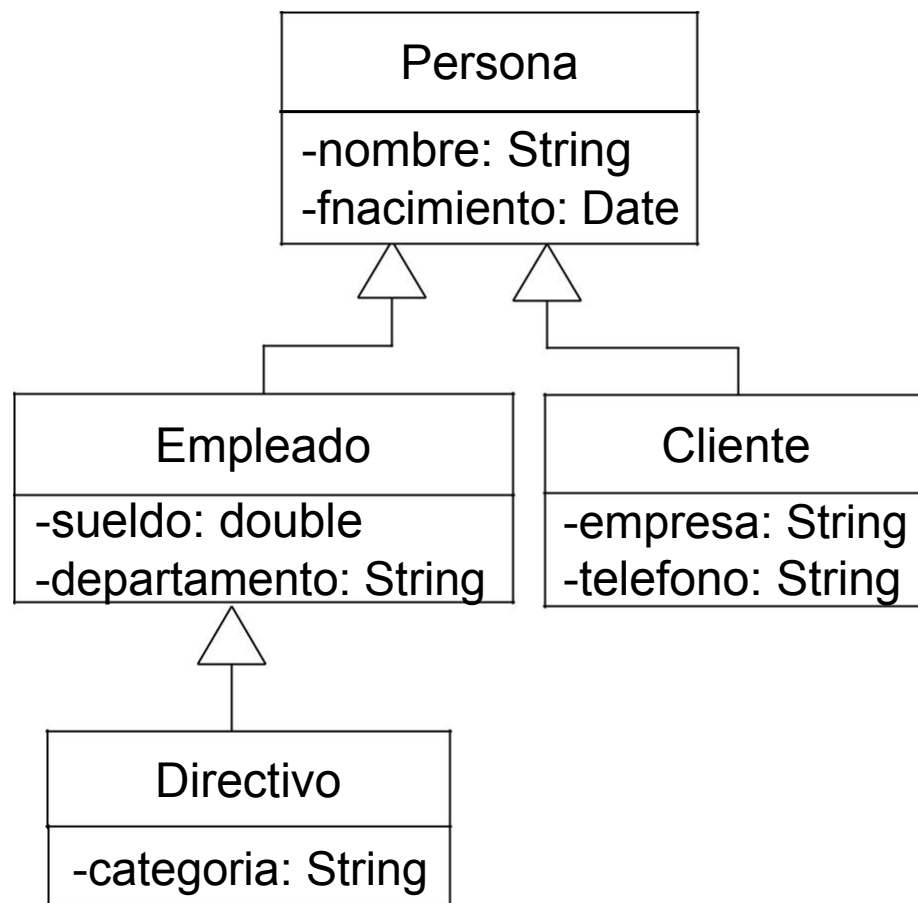 Persona
-nombre: String
-fnacimiento: Date
Empleado
-sueldo: double
-departamento: String
Cliente
-empresa: String
-telefono: String
Directivo
-categoria: String